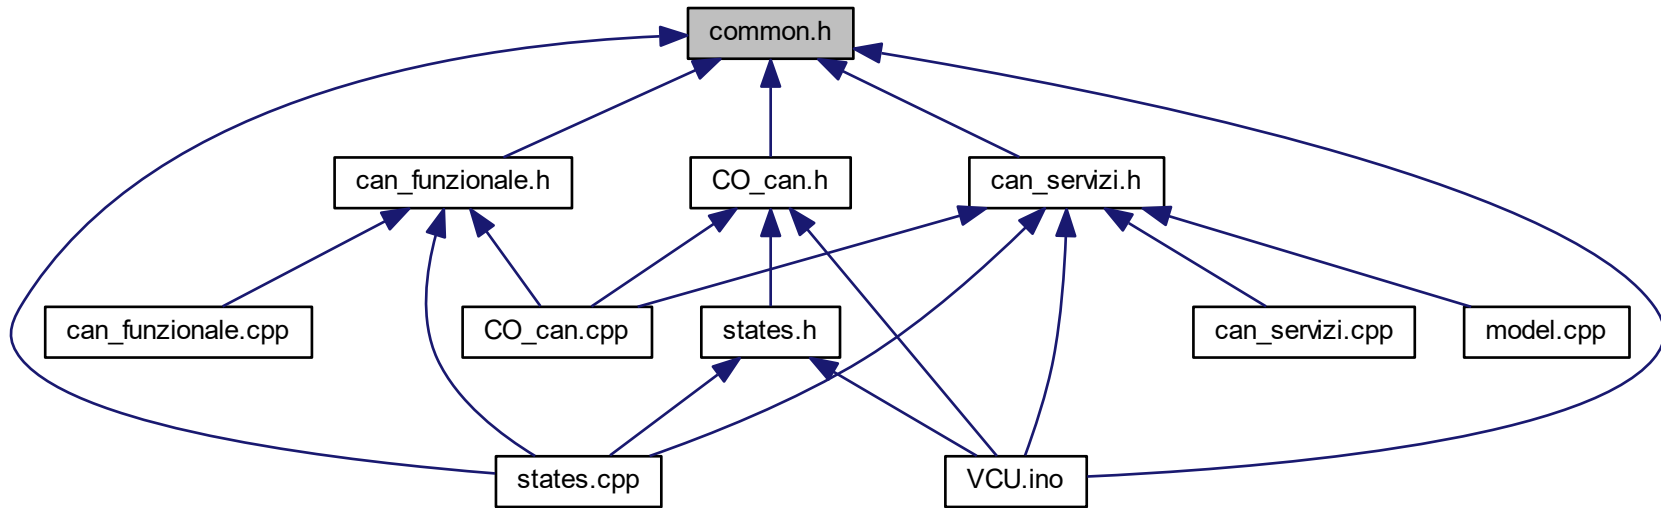 common.h
can_funzionale.h
CO_can.h
can_servizi.h
can_funzionale.cpp
CO_can.cpp
states.h
can_servizi.cpp
model.cpp
states.cpp
VCU.ino